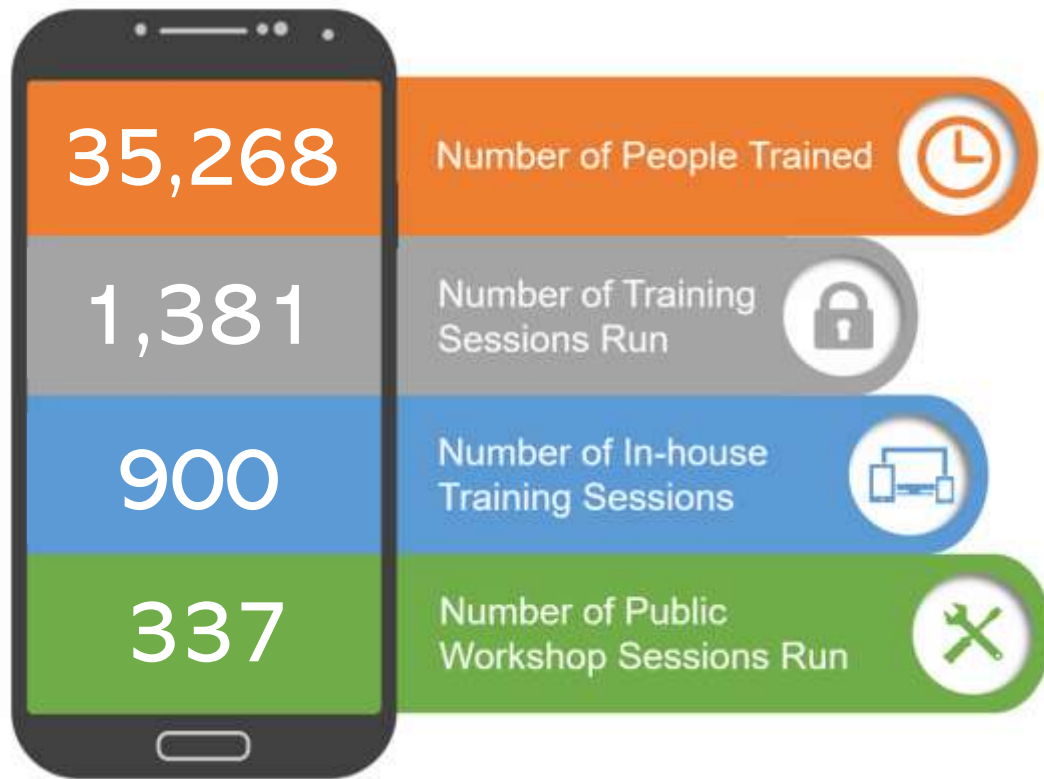 35,268
Number of People Trained
1,381
Number of Training
Sessions Run
900
Number of In-house
Training Sessions
337
Number of Public
Workshop Sessions Run